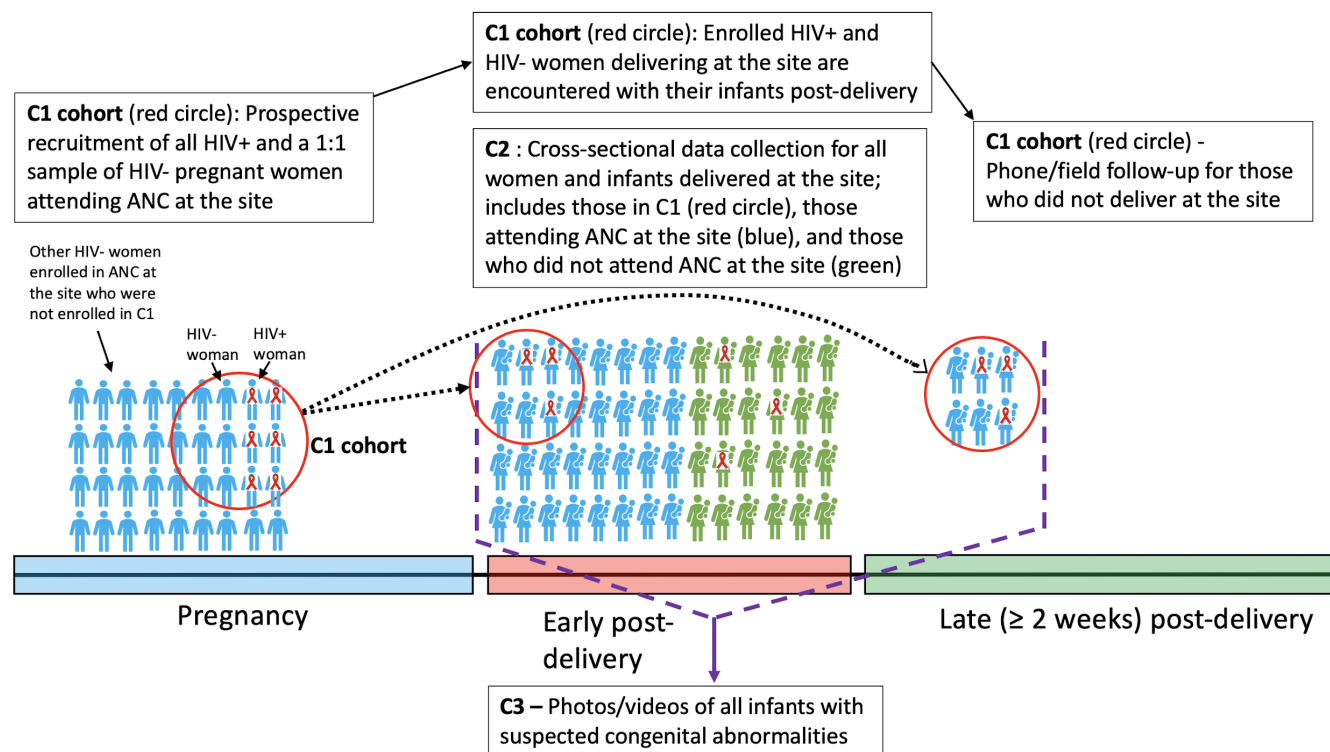 C1 cohort (red circle): Prospective
recruitment of all HIV+ and a 1:1
sample of HIV- pregnant women
attending ANC at the site
C1 cohort (red circle): Enrolled HIV+ and
HIV- women delivering at the site are
encountered with their infants post-delivery
C2 : Cross-sectional data collection for all
women and infants delivered at the site;
includes those in C1 (red circle), those
attending ANC at the site (blue), and those
who did not attend ANC at the site (green)
C1 cohort (red circle) -
Phone/field follow-up for those
who did not deliver at the site
Other HIV- women
enrolled in ANC at
the site who were
not enrolled in C1
HIV-
woman
HIV+
woman
C1 cohort
Pregnancy
Early post-
delivery
Late (≥ 2 weeks) post-delivery
C3 – Photos/videos of all infants with
suspected congenital abnormalities